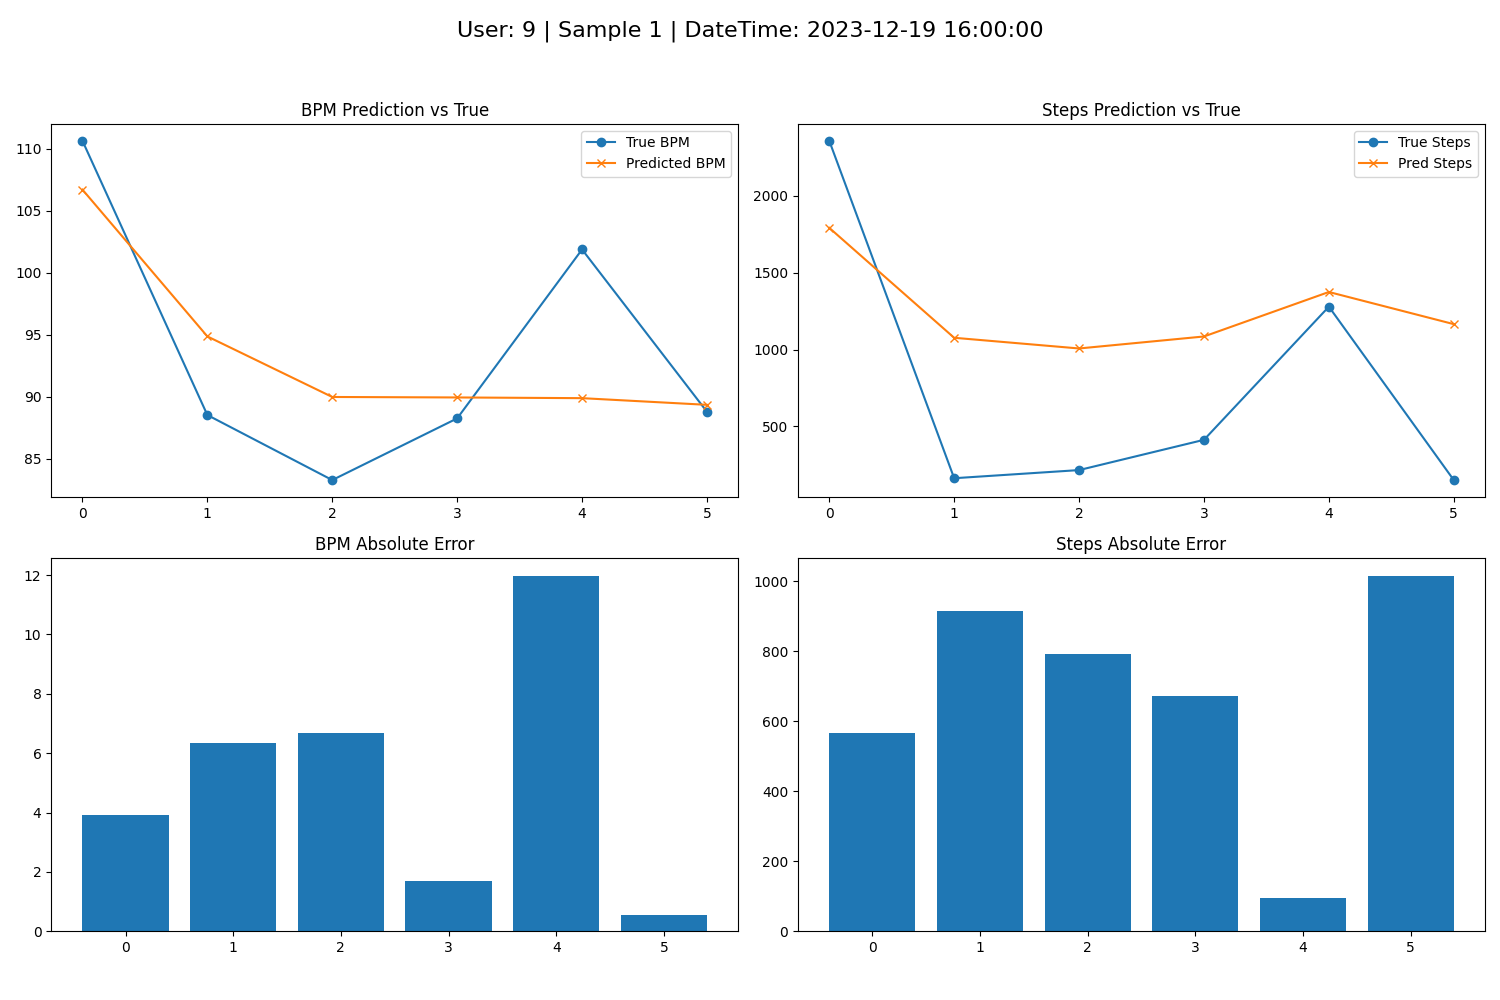 User: 9 | Sample 1 | DateTime: 2023-12-19 16:00:00
BPM Prediction vs True
110
105
100
95
90
85
0 1 2 3 4 5
True BPM
Predicted BPM
Steps Prediction vs True
2000
1500
1000
500
0 1 2 3 4 5
True Steps
Pred Steps
BPM Absolute Error
12
10
8
6
4
2
0
0 1 2 3 4 5
Steps Absolute Error
1000
800
600
400
200
0
0 1 2 3 4 5